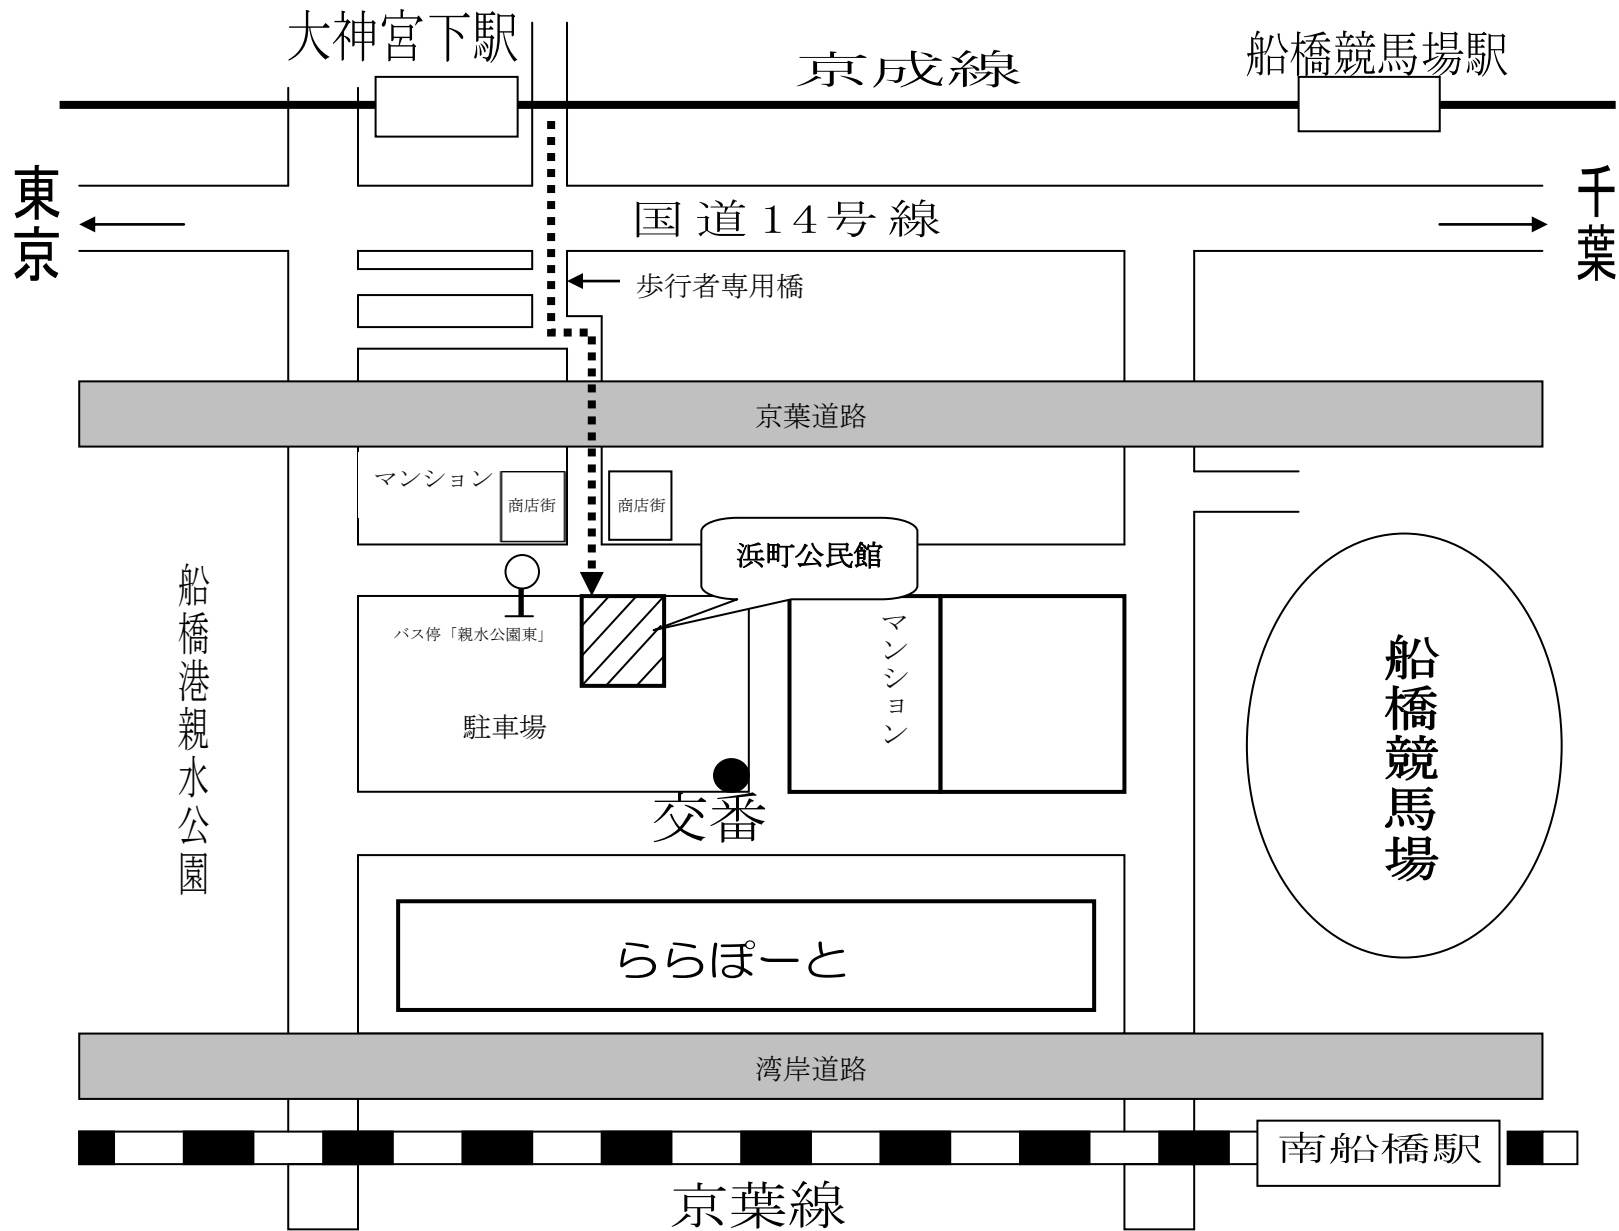 大神宮下駅
京成線
船橋競馬場駅
東京
千葉
国道14号線
歩行者専用橋
京葉道路
マンション
商店街
商店街
浜町公民館
バス停「親水公園東」
マンション
船橋港親水公園
駐車場
船橋競馬場
交番
ららぽーと
湾岸道路
南船橋駅
京葉線